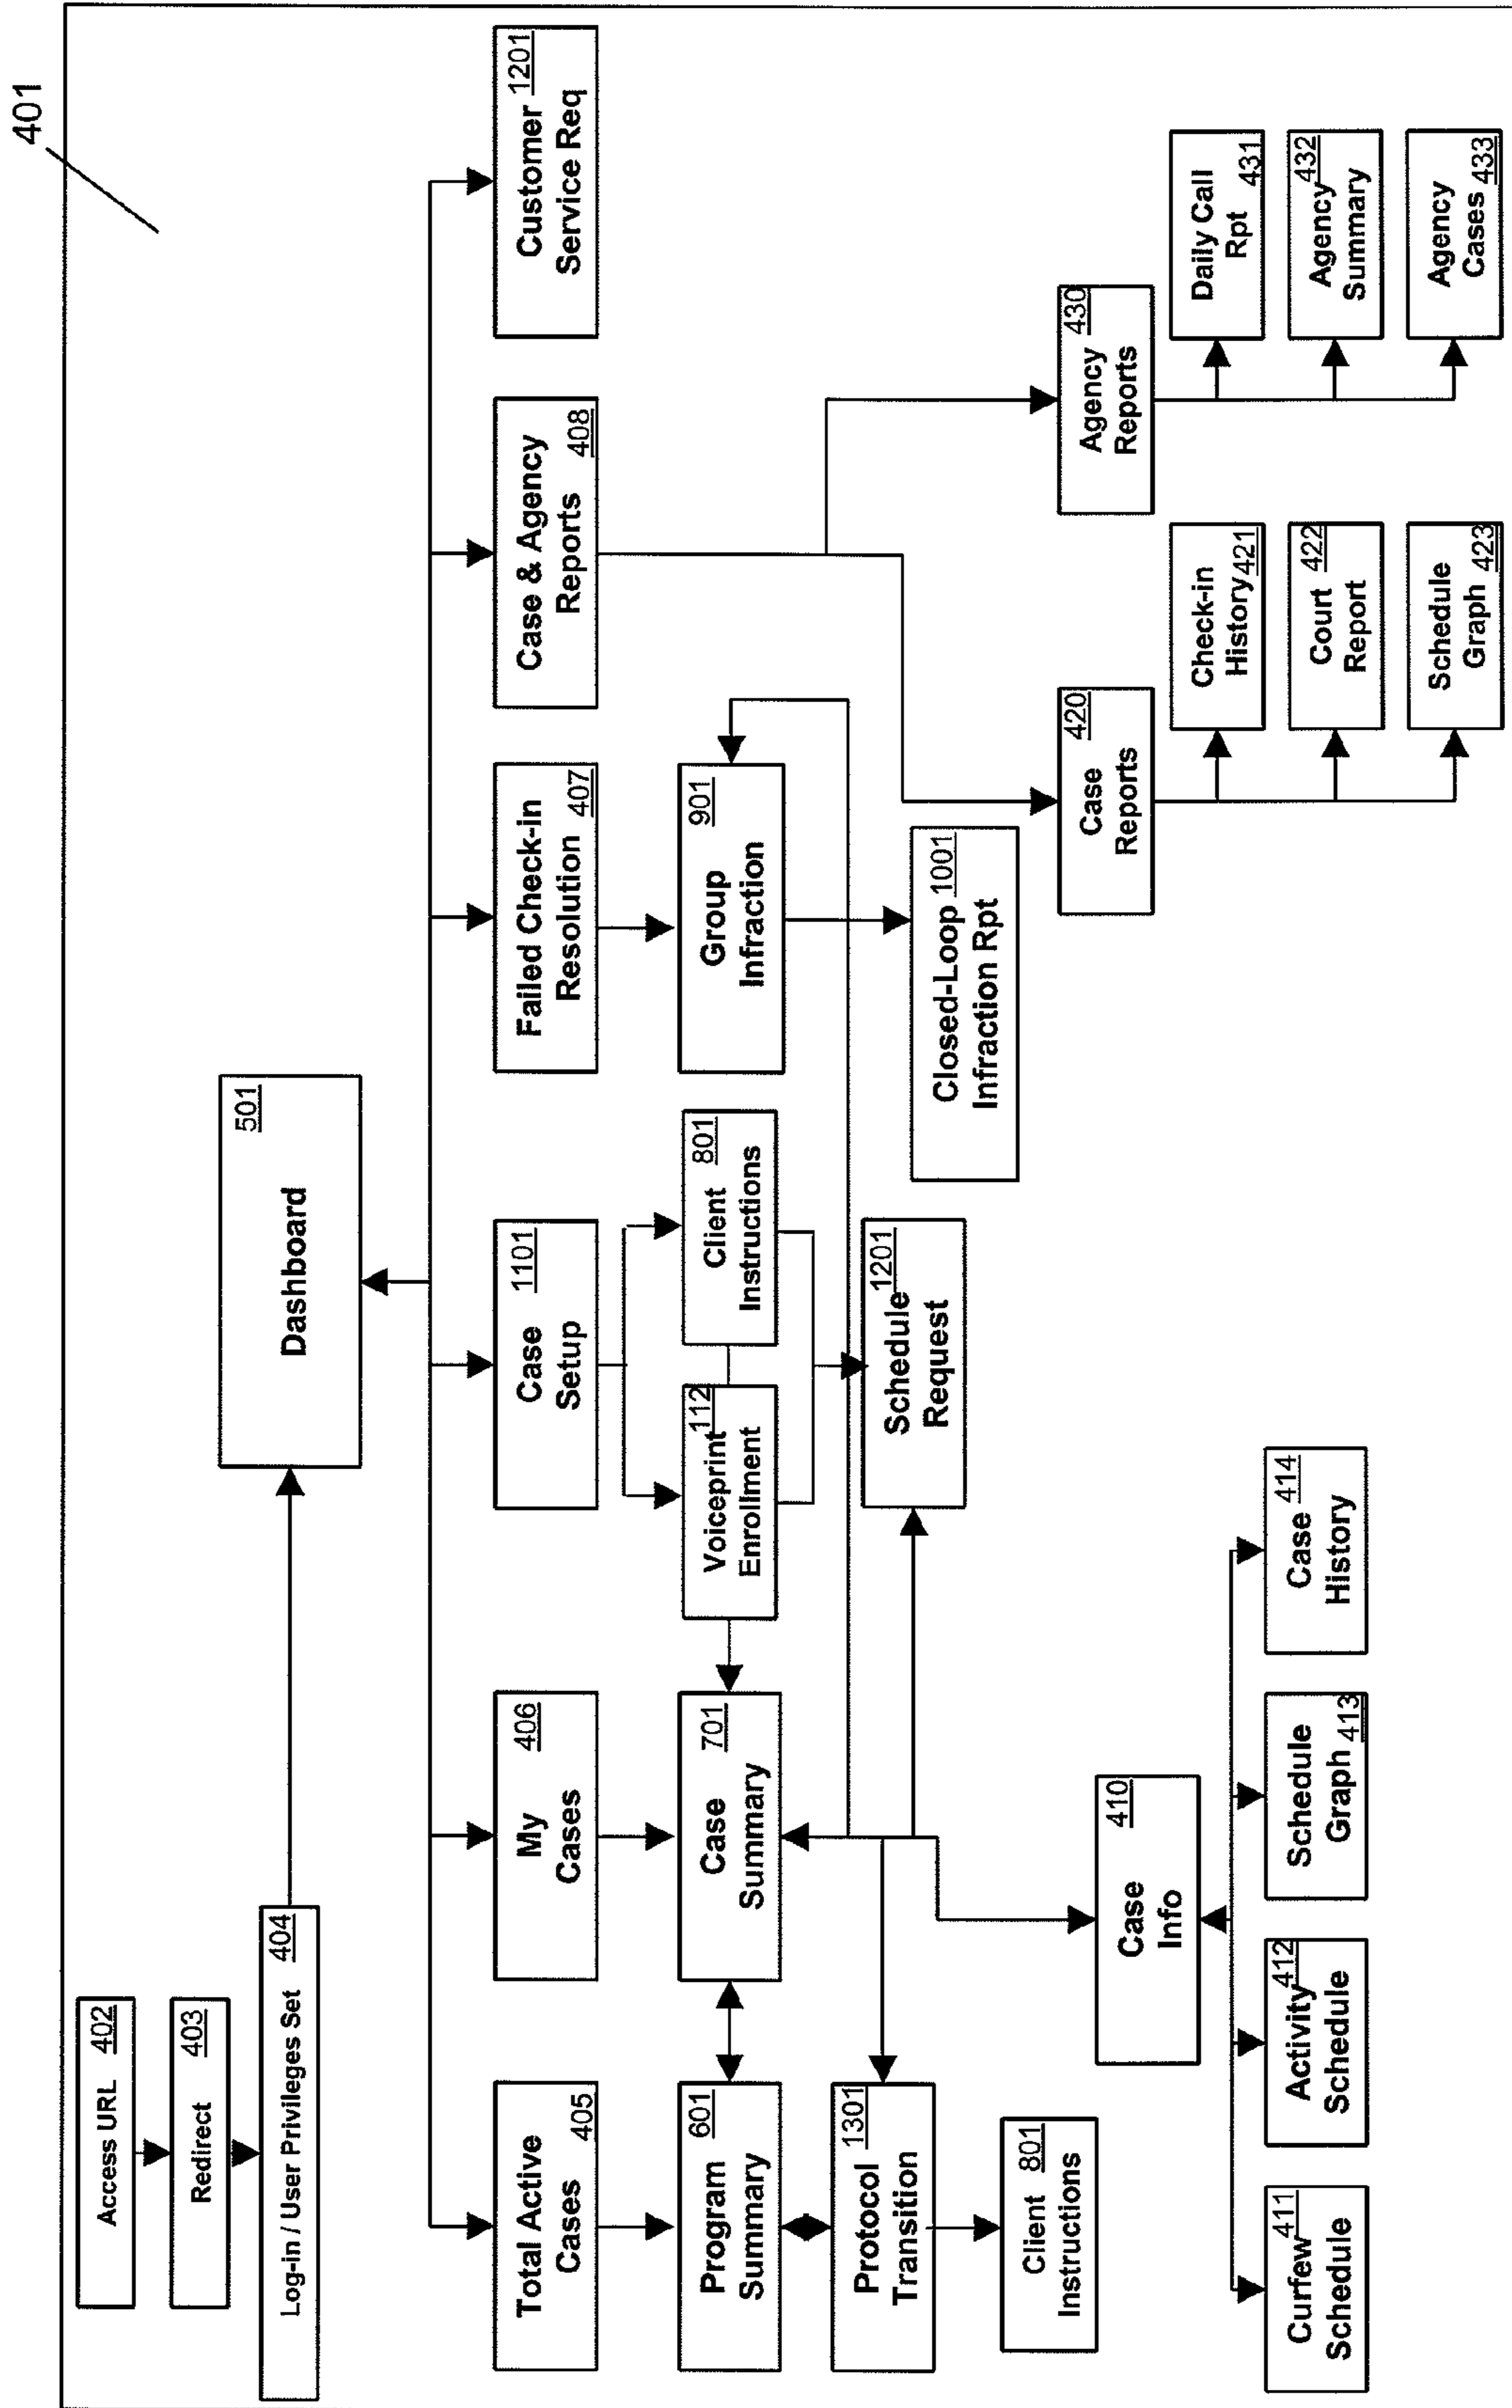 401
Access URL 402
Redirect 403
Log-in / User Privileges Set 404
Dashboard
501
Total Active
Cases 405
My 406
Cases
Case 1101
Setup
Failed Check-in
Resolution 407
Case & Agency
Reports 408
Customer 1201
Service Req
Program 601
Summary
Case 701
Summary
Voiceprint 112
Enrollment
Client 801
Instructions
Group 901
Infraction
Protocol 1301
Transition
Schedule 1201
Request
Closed-Loop 1001
Infraction Rpt
Client 801
Instructions
Case 410
Info
Case 420
Reports
Agency 430
Reports
Curfew 411
Schedule
Activity 412
Schedule
Schedule
Graph 413
Case 414
History
Check-in
History 421
Court 422
Report
Schedule
Graph 423
Daily Call
Rpt 431
Agency 432
Summary
Agency
Cases 433